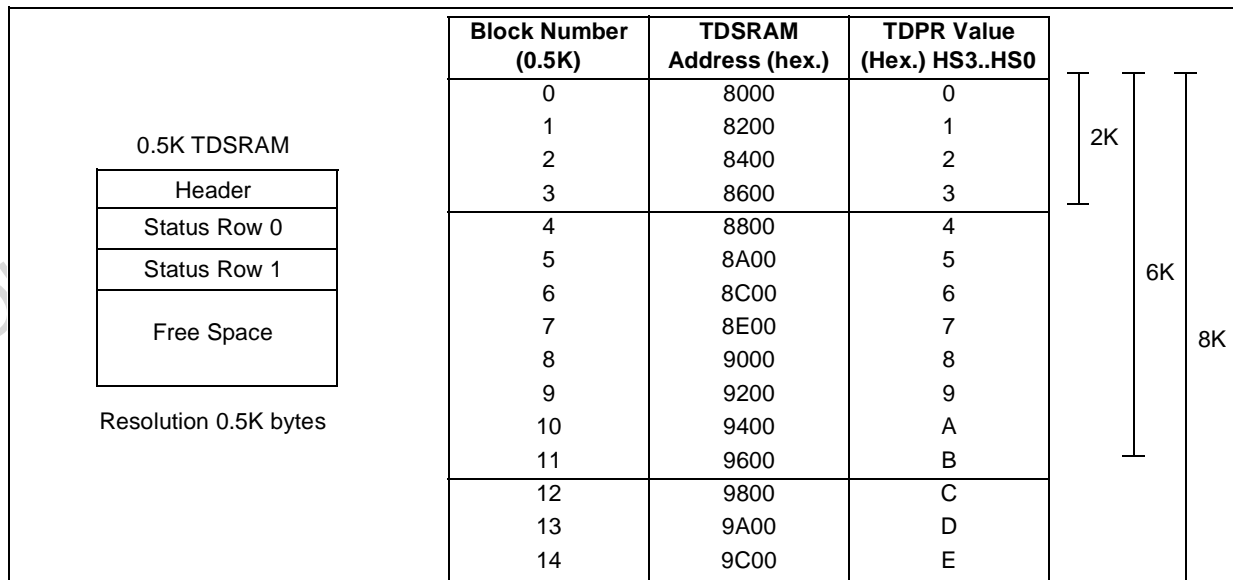 0.5K TDSRAM
Header
Status Row 0
Status Row 1
Free Space
Resolution 0.5K bytes
Block Number (0.5K) TDSRAM Address (hex.) TDPR Value (Hex.) HS3..HS0
0 8000 0
1 8200 1
2 8400 2
3 8600 3
4 8800 4
5 8A00 5
6 8C00 6
7 8E00 7
8 9000 8
9 9200 9
10 9400 A
11 9600 B
12 9800 C
13 9A00 D
14 9C00 E
2K
6K
8K